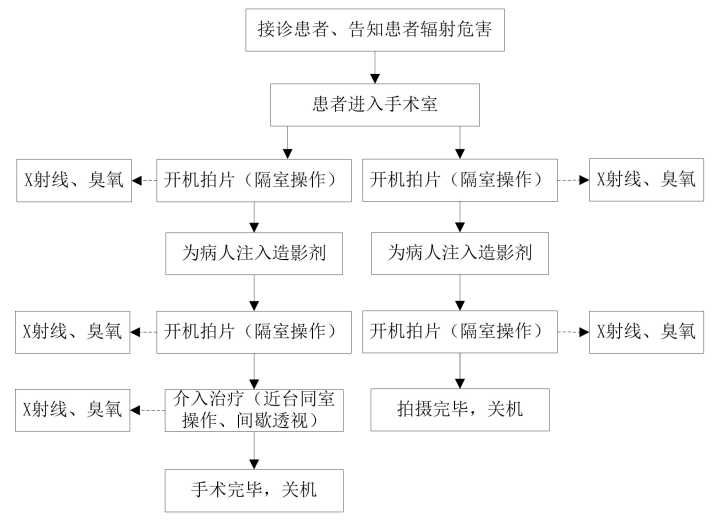 接诊患者、告知患者辐射危害
患者进入手术室
X射线、臭氧
开机拍片（隔室操作）
开机拍片（隔室操作）
X射线、臭氧
为病人注入造影剂
为病人注入造影剂
X射线、臭氧
开机拍片（隔室操作）
开机拍片（隔室操作）
X射线、臭氧
X射线、臭氧
介入治疗（近台同室
操作、间歇透视）
拍摄完毕，关机
手术完毕，关机